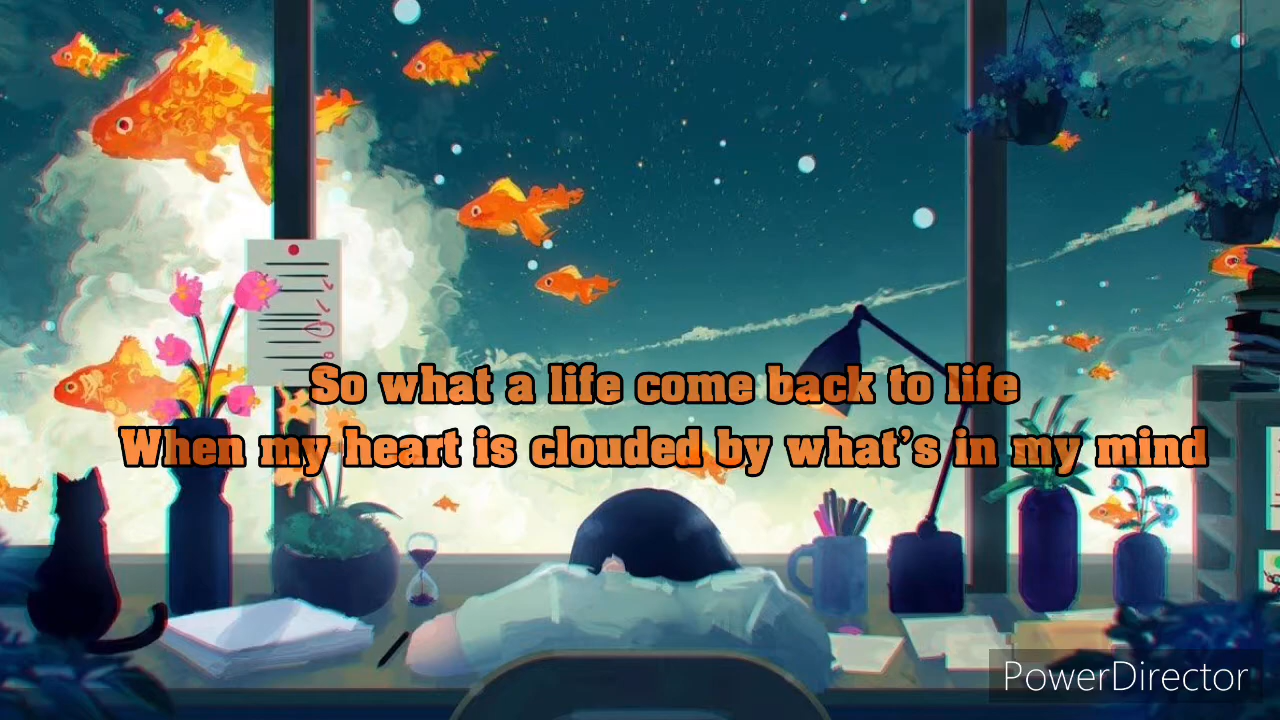 So what a life come back to life
When my heart is clouded by what’s in my mind
PowerDirector